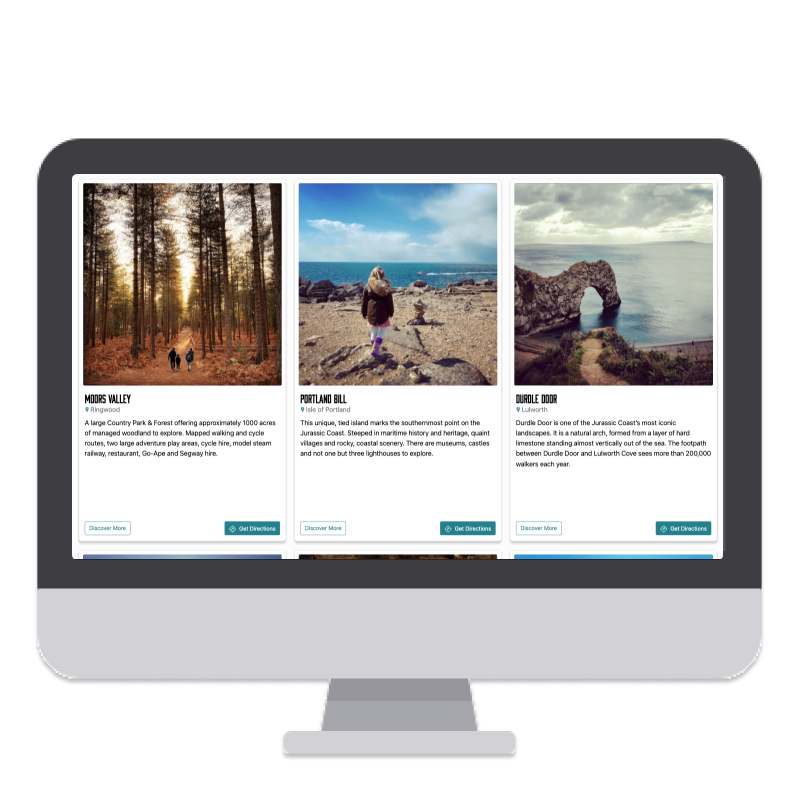 MOORS VALLEY
Ringwood
A large Country Park & Forest offering approximately 1000 acres
of managed woodland to explore. Mapped walking and cycle
routes, two large adventure play areas, cycle hire, model steam
railway, restaurant, Go-Ape and Segway hire.
Discover More
Get Directions
PORTLAND BILL
Isle of Portland
This unique, tied island marks the southernmost point on the
Jurassic Coast. Steeped in maritime history and heritage, quaint
villages and rocky, coastal scenery. There are museums, castles
and not one but three lighthouses to explore.
Discover More
Get Directions
DURDLE DOOR
Lulworth
Durdle Door is one of the Jurassic Coast's most iconic
landscapes. It is a natural arch, formed from a layer of hard
limestone standing almost vertically out of the sea. The footpath
between Durdle Door and Lulworth Cove sees more than 200,000
walkers each year.
Discover More
Get Directions